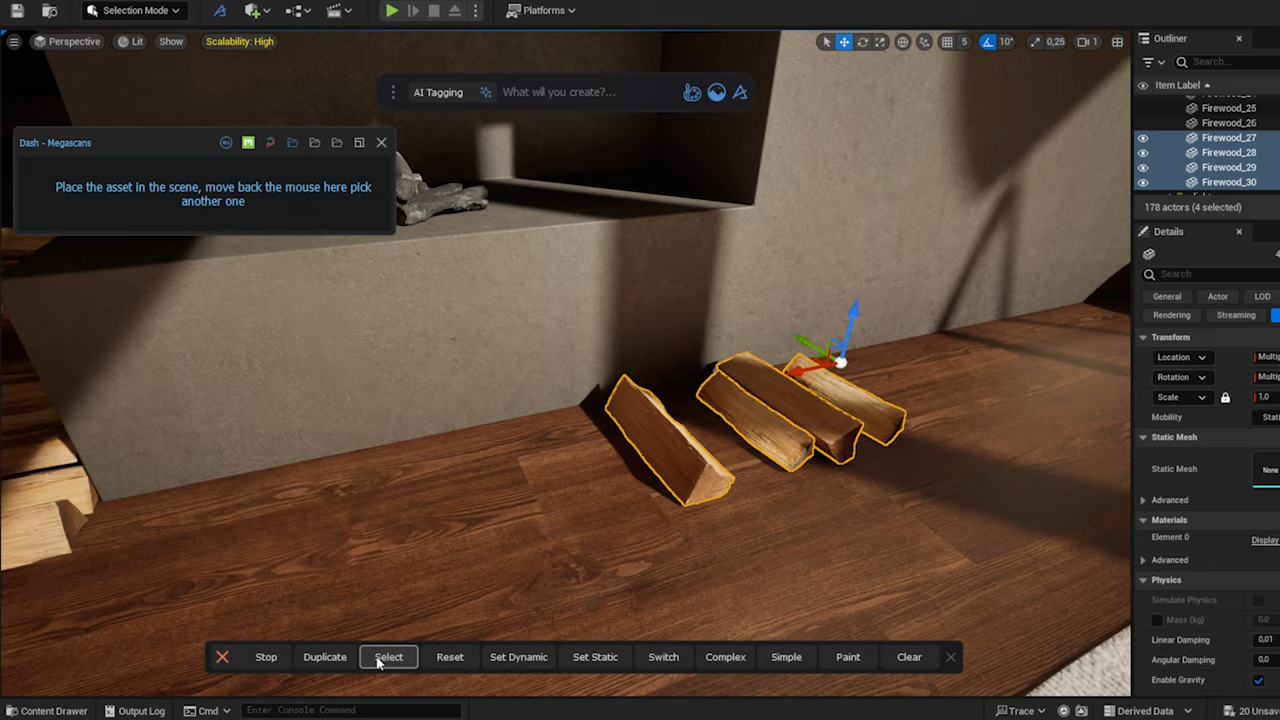 Selection Mode
Platforms
Perspective
Lit
Show
Scalability: High
5
10°
0,25
1
Outliner
Search...
Item Label
AI Tagging
What will you create?...
Firewood_25
Firewood_26
Firewood_27
Firewood_28
Firewood_29
Firewood_30
178 actors (4 selected)
Dash - Megascans
Place the asset in the scene, move back the mouse here pick
another one
Details
4
Search
General
Actor
LOD
Rendering
Streaming
Transform
Location
Multip
Rotation
Multip
Scale
1,0
Mobility
Stati
Static Mesh
Static Mesh
None
Advanced
Materials
Element 0
Display
Advanced
Physics
Simulate Physics
Mass (kg)
0,0
Linear Damping
0,01
Angular Damping
0,0
Enable Gravity
Stop
Duplicate
Select
Reset
Set Dynamic
Set Static
Switch
Complex
Simple
Paint
Clear
Content Drawer
Output Log
Cmd
Enter Console Command
Trace
Derived Data
20 Unsav